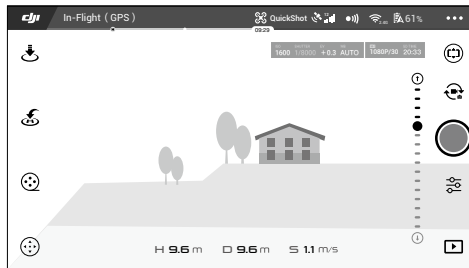 dji In-Flight (GPS) QuickShot 61%
09:29
1600 1/8000 +0.3 AUTO 1080P/30 20:33
H 9.6 m D 9.6 m S 1.1 m/s